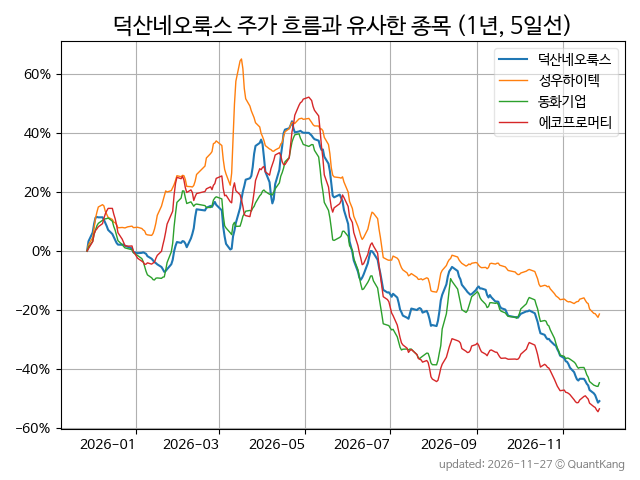 덕산네오룩스 주가 흐름과 유사한 종목 (1년, 5일선)
덕산네오룩스
성우하이텍
동화기업
에코프로머티
60%
40%
20%
0%
−20%
−40%
−60%
2026-01 2026-03 2026-05 2026-07 2026-09 2026-11
updated: 2026-11-27 © QuantKang